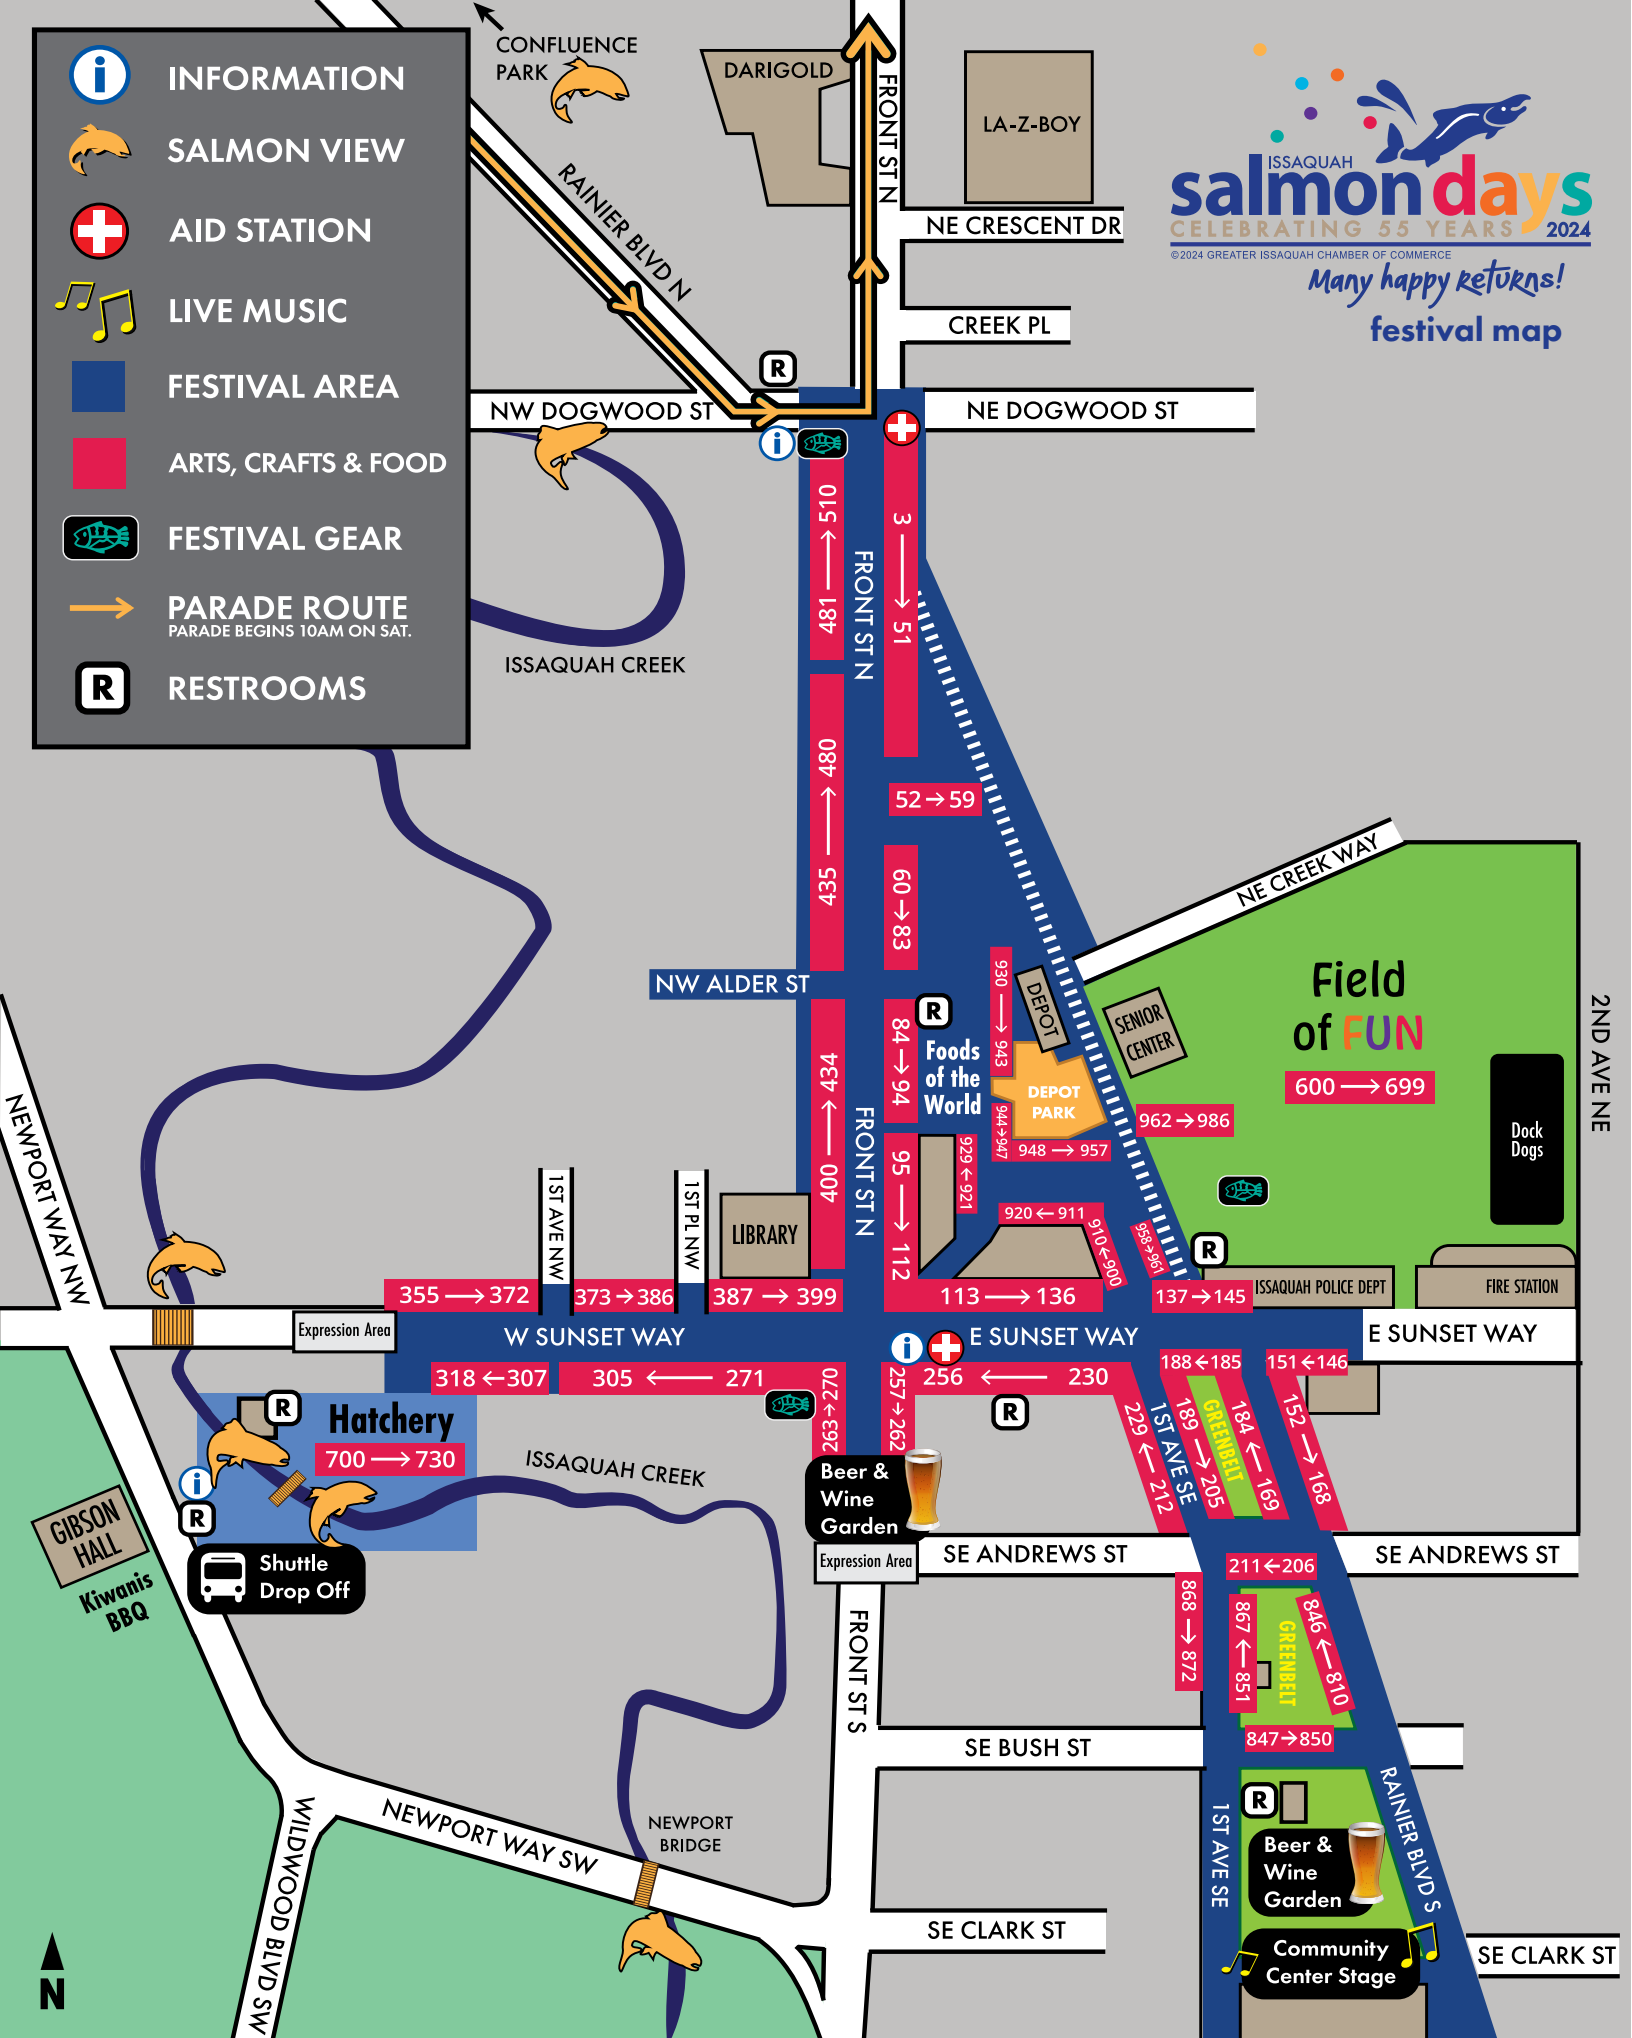 INFORMATION
SALMON VIEW
AID STATION
LIVE MUSIC
FESTIVAL AREA
ARTS, CRAFTS & FOOD
FESTIVAL GEAR
PARADE ROUTE
PARADE BEGINS 10AM ON SAT.
R RESTROOMS
CONFLUENCE
PARK
DARIGOLD
FRONT ST N
LA-Z-BOY
ISSAQUAH
salmon days
CELEBRATING 55 YEARS 2024
©2024 GREATER ISSAQUAH CHAMBER OF COMMERCE
Many happy returns!
festival map
RAINIER BLVD N
NE CRESCENT DR
CREEK PL
R
NW DOGWOOD ST
NE DOGWOOD ST
i
481 → 510
FRONT ST N
3 → 51
ISSAQUAH CREEK
435 → 480
52 → 59
60 → 83
NE CREEK WAY
NW ALDER ST
R
84 → 94
Foods
of the
World
930 → 943
DEPOT
DEPOT
PARK
944→947
948 → 957
SENIOR
CENTER
Field
of FUN
600 → 699
962 → 986
Dock
Dogs
2ND AVE NE
NEWPORT WAY NW
400 → 434
FRONT ST N
95 → 112
929 ← 921
920 ← 911
910 ← 900
958→961
R
1ST AVE NW
1ST PL NW
LIBRARY
ISSAQUAH POLICE DEPT
FIRE STATION
355 → 372
373 → 386
387 → 399
113 → 136
137 → 145
Expression Area
W SUNSET WAY
i
E SUNSET WAY
E SUNSET WAY
318 ← 307
305 ← 271
263 → 270
257 → 262
256 ← 230
188 ← 185
151 ← 146
R
229 ← 212
1ST AVE SE
189 → 205
GREENBELT
184 ← 169
152 → 168
R
Hatchery
700 → 730
i
R
ISSAQUAH CREEK
Beer &
Wine
Garden
Expression Area
SE ANDREWS ST
SE ANDREWS ST
GIBSON
HALL
Kiwanis
BBQ
Shuttle
Drop Off
211 ← 206
868 → 872
867 ← 851
GREENBELT
846 ← 810
847 → 850
FRONT ST S
SE BUSH ST
NEWPORT WAY SW
NEWPORT
BRIDGE
WILDWOOD BLVD SW
1ST AVE SE
R
Beer &
Wine
Garden
RAINIER BLVD S
SE CLARK ST
Community
Center Stage
SE CLARK ST
N